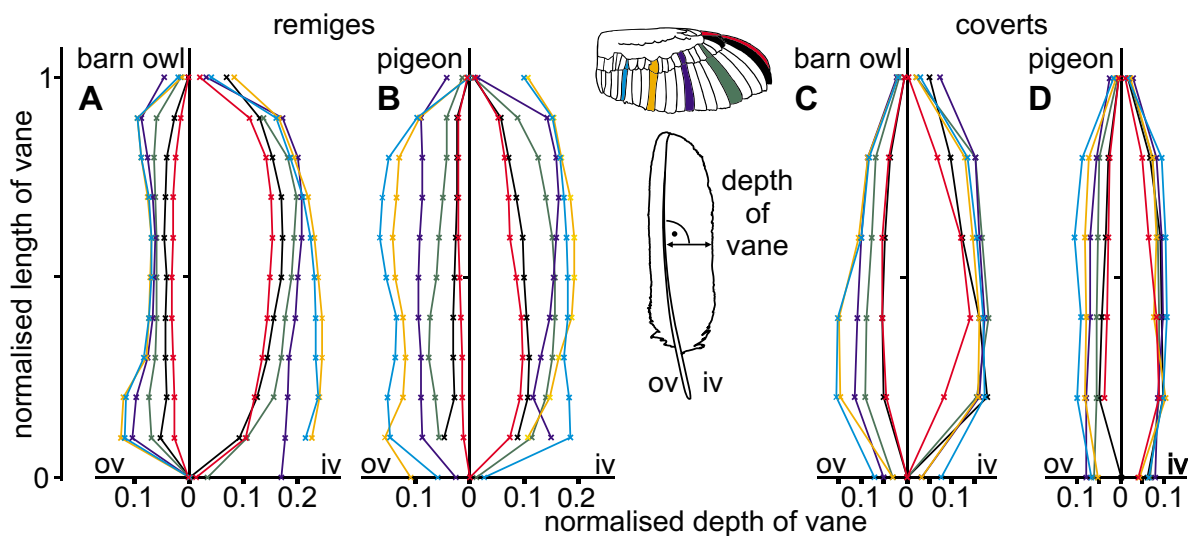 remiges
coverts
barn owl
pigeon
barn owl
pigeon
A
B
C
D
1
normalised length of vane
0
depth
of
vane
ov iv
ov iv
ov iv
ov iv
ov iv
0.1 0 0.1 0.2
0.1 0 0.1 0.2
0.1 0 0.1
0.1 0 0.1
normalised depth of vane